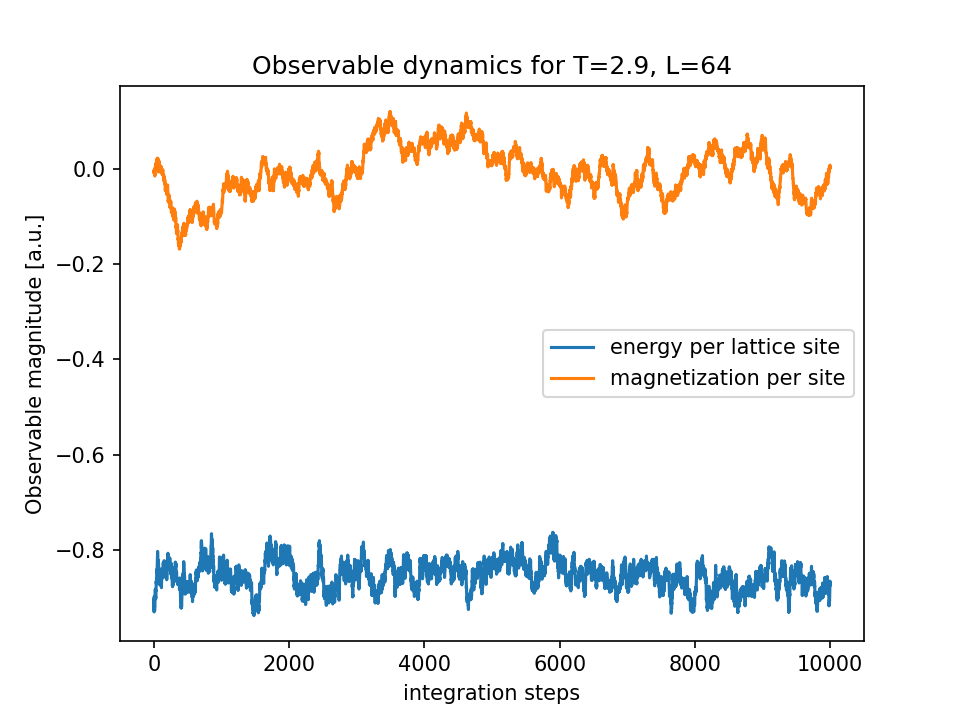 Observable dynamics for T=2.9, L=64
Observable magnitude [a.u.]
0.0
−0.2
−0.4
−0.6
−0.8
energy per lattice site
magnetization per site
0 2000 4000 6000 8000 10000
integration steps